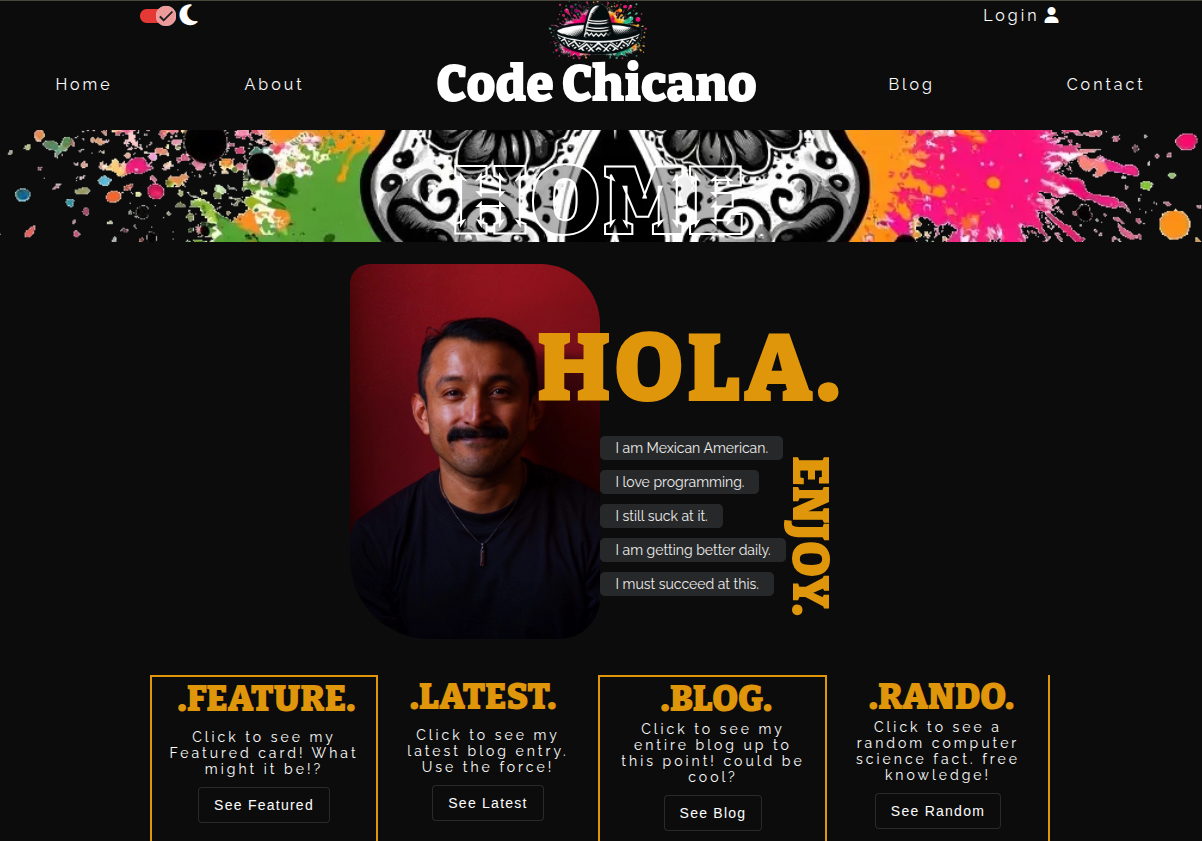 Login
Home
About
Code Chicano
Blog
Contact
HOME
HOLA.
I am Mexican American.
I love programming.
I still suck at it.
I am getting better daily.
I must succeed at this.
ENJOY.
.FEATURE.
Click to see my
Featured card! What
might it be!?
See Featured
.LATEST.
Click to see my
latest blog entry.
Use the force!
See Latest
.BLOG.
Click to see my
entire blog up to
this point! could be
cool?
See Blog
.RANDO.
Click to see a
random computer
science fact. free
knowledge!
See Random